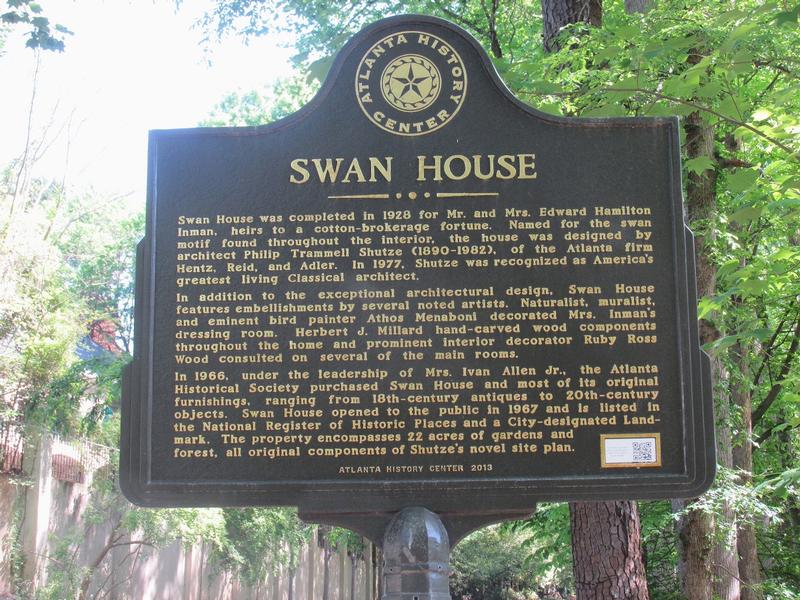 ATLANTA HISTORY
CENTER
SWAN HOUSE
Swan House was completed in 1928 for Mr. and Mrs. Edward Hamilton
Inman, heirs to a cotton-brokerage fortune. Named for the swan
motif found throughout the interior, the house was designed by
architect Philip Trammell Shutze (1890-1982), of the Atlanta firm
Hentz, Reid, and Adler. In 1977, Shutze was recognized as America's
greatest living Classical architect.
In addition to the exceptional architectural design, Swan House
features embellishments by several noted artists. Naturalist, muralist,
and eminent bird painter Athos Menaboni decorated Mrs. Inman's
dressing room. Herbert J. Millard hand-carved wood components
throughout the home and prominent interior decorator Ruby Ross
Wood consulted on several of the main rooms.
In 1966, under the leadership of Mrs. Ivan Allen Jr., the Atlanta
Historical Society purchased Swan House and most of its original
furnishings, ranging from 18th-century antiques to 20th-century
objects. Swan House opened to the public in 1967 and is listed in
the National Register of Historic Places and a City-designated Land-
mark. The property encompasses 22 acres of gardens and
forest, all original components of Shutze's novel site plan.
ATLANTA HISTORY CENTER 2013